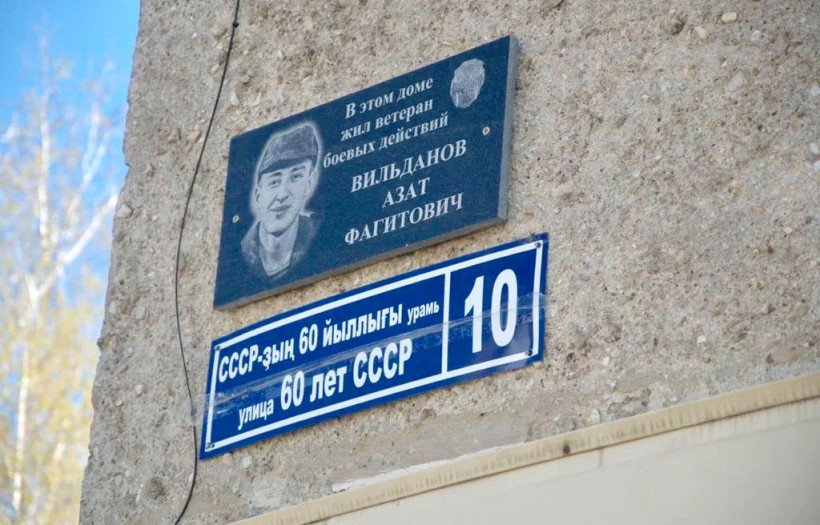 В этом доме
жил ветеран
боевых действий
ВИЛЬДАНОВ
АЗАТ
ФАГИТОВИЧ
СССР-ҙың 60 йыллығы урамы
улица 60 лет СССР
10